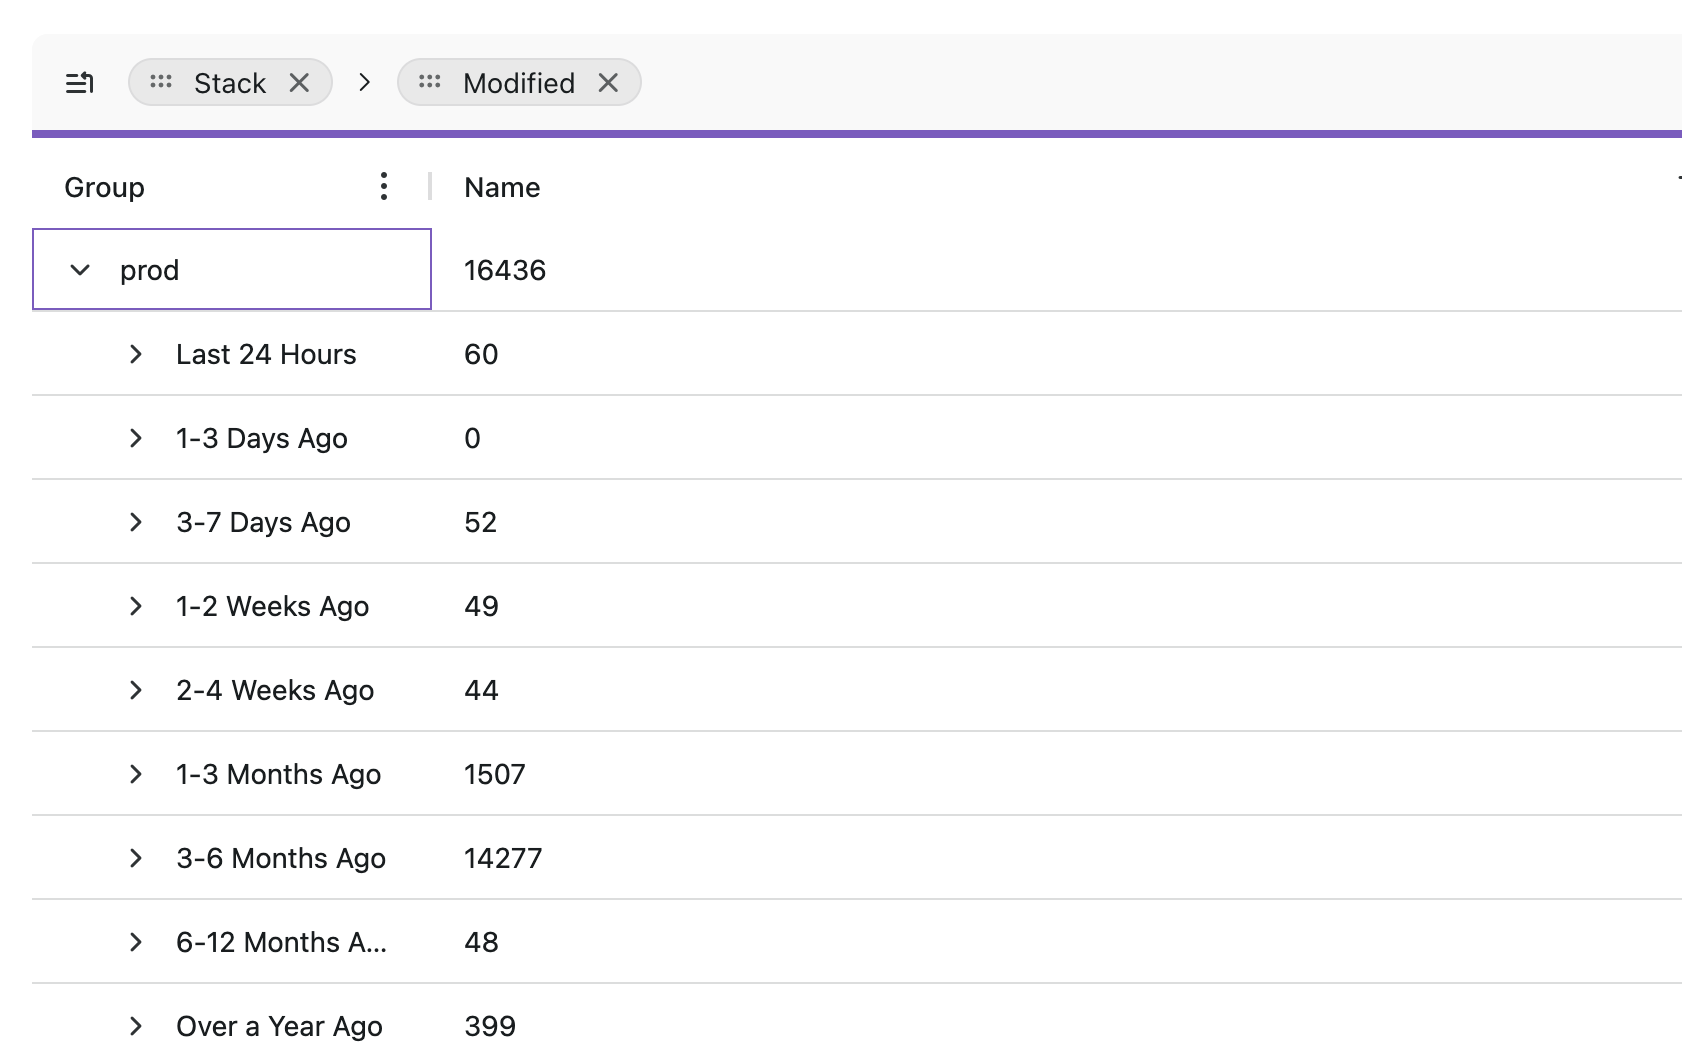 Stack > Modified
Group Name
prod 16436
Last 24 Hours 60
1-3 Days Ago 0
3-7 Days Ago 52
1-2 Weeks Ago 49
2-4 Weeks Ago 44
1-3 Months Ago 1507
3-6 Months Ago 14277
6-12 Months A... 48
Over a Year Ago 399